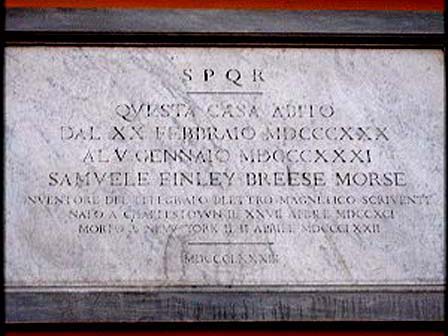 S P Q R
QVESTA CASA ABITÒ
DAL XX FEBBRAIO MDCCCXXX
AL V GENNAIO MDCCCXXXI
SAMVELE FINLEY BREESE MORSE
INVENTORE DEL TELEGRAFO ELETTRO-MAGNETICO SCRIVENTE
NATO A CHARLESTOWN IL XXVII APRILE MDCCXCI
MORTO A NEW-YORK IL II APRILE MDCCCLXXII
MDCCCLXXXIII